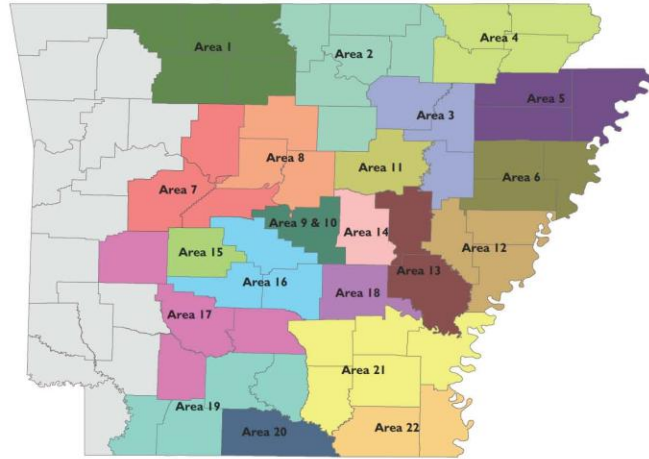 Area 1
Area 2
Area 4
Area 5
Area 3
Area 8
Area 11
Area 6
Area 7
Area 9 & 10
Area 14
Area 12
Area 15
Area 13
Area 16
Area 18
Area 17
Area 21
Area 19
Area 20
Area 22